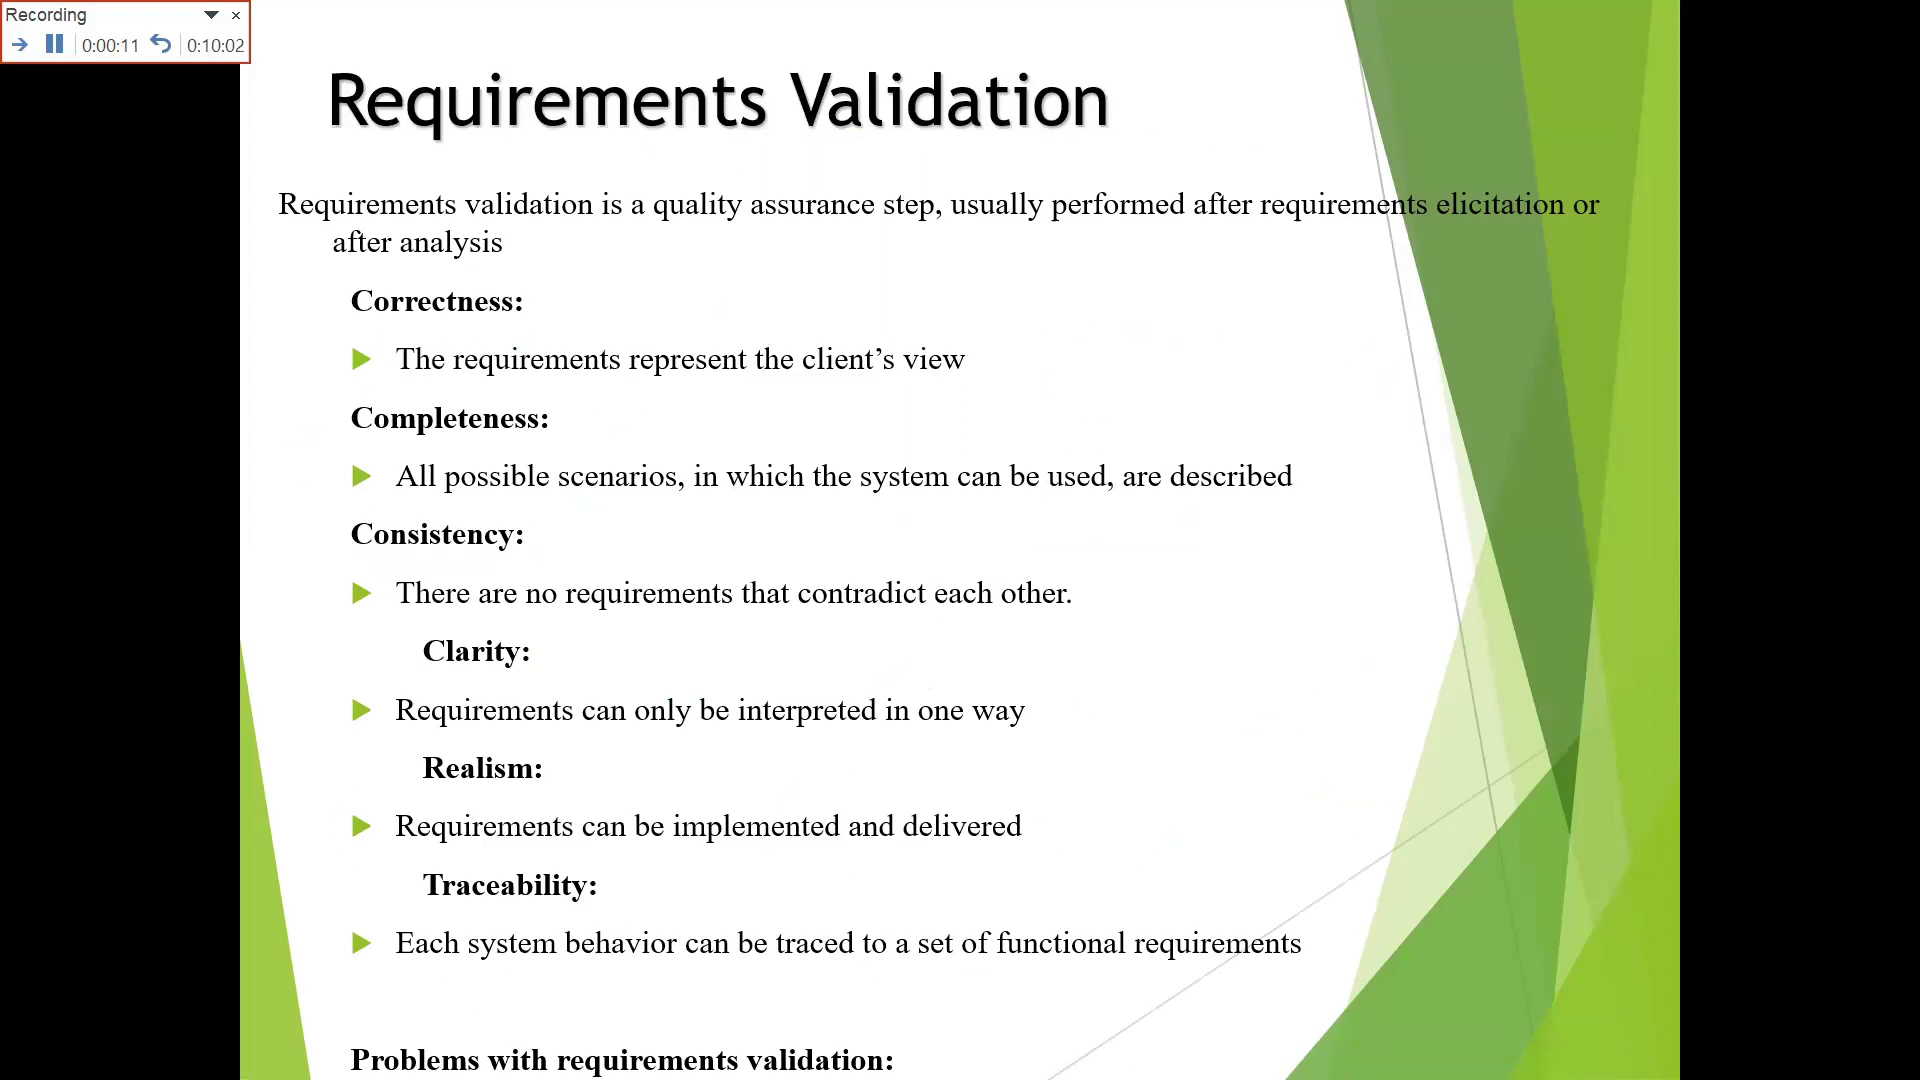 Recording
0:00:11 0:10:02
Requirements Validation
Requirements validation is a quality assurance step, usually performed after requirements elicitation or
after analysis
Correctness:
The requirements represent the client’s view
Completeness:
All possible scenarios, in which the system can be used, are described
Consistency:
There are no requirements that contradict each other.
Clarity:
Requirements can only be interpreted in one way
Realism:
Requirements can be implemented and delivered
Traceability:
Each system behavior can be traced to a set of functional requirements
Problems with requirements validation: